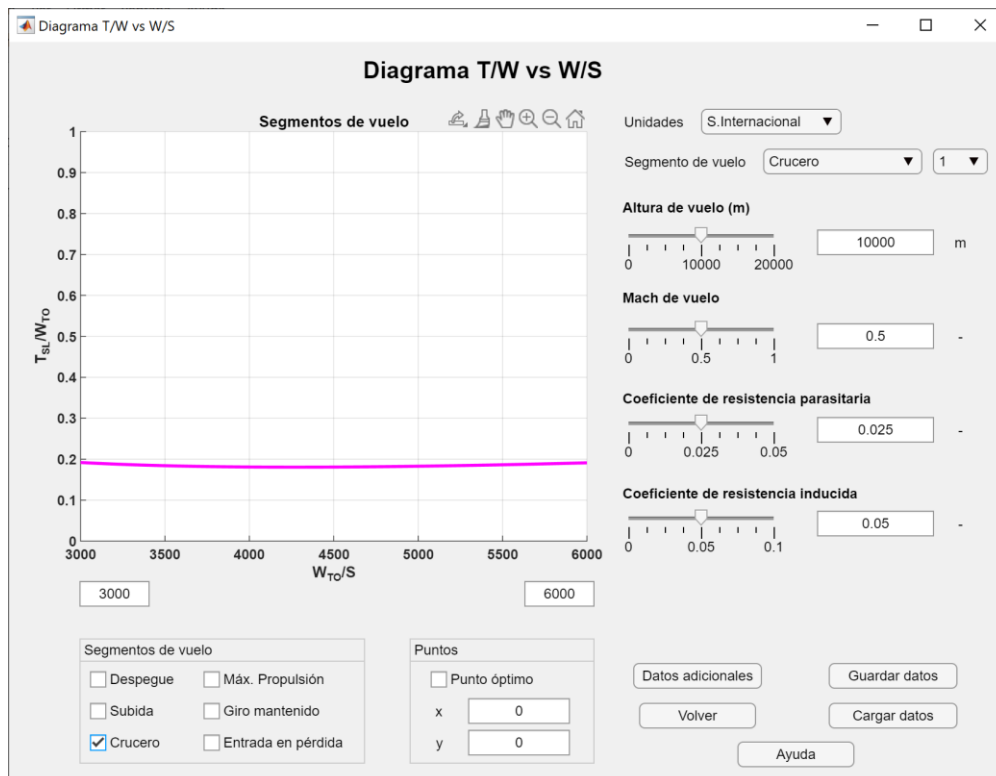 Diagrama T/W vs W/S
Diagrama T/W vs W/S
Segmentos de vuelo
1
0.9
0.8
0.7
0.6
0.5
0.4
0.3
0.2
0.1
0
T_SL/W_TO
3000 3500 4000 4500 5000 5500 6000
W_TO/S
3000 6000
Unidades S.Internacional
Segmento de vuelo Crucero 1
Altura de vuelo (m)
0 10000 20000
10000 m
Mach de vuelo
0 0.5 1
0.5 -
Coeficiente de resistencia parasitaria
0 0.025 0.05
0.025 -
Coeficiente de resistencia inducida
0 0.05 0.1
0.05 -
Segmentos de vuelo
Despegue Máx. Propulsión
Subida Giro mantenido
Crucero Entrada en pérdida
Puntos
Punto óptimo
x 0
y 0
Datos adicionales Guardar datos
Volver Cargar datos
Ayuda